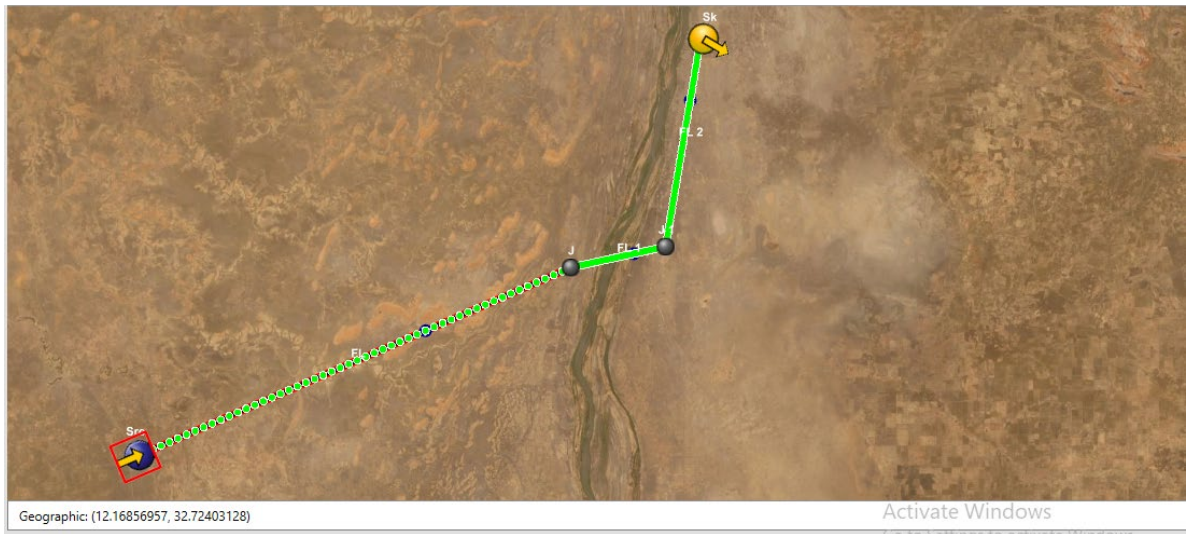 Sk
FL 2
J
FL 1
J
FL
Src
Geographic: (12.16856957, 32.72403128)
Activate Windows